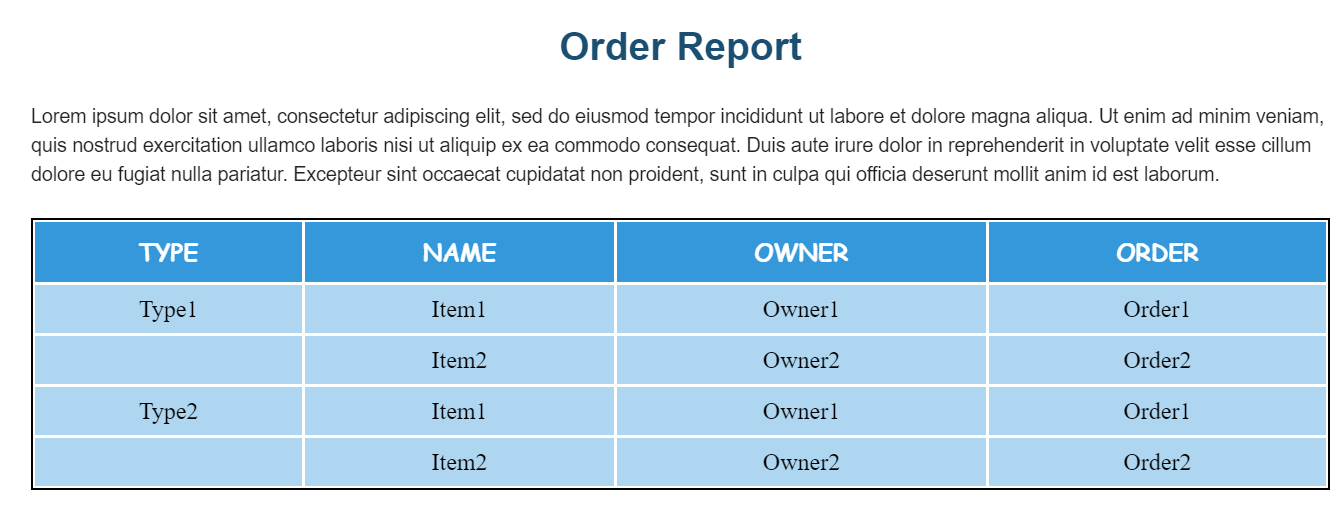 Order Report
Lorem ipsum dolor sit amet, consectetur adipiscing elit, sed do eiusmod tempor incididunt ut labore et dolore magna aliqua. Ut enim ad minim veniam,
quis nostrud exercitation ullamco laboris nisi ut aliquip ex ea commodo consequat. Duis aute irure dolor in reprehenderit in voluptate velit esse cillum
dolore eu fugiat nulla pariatur. Excepteur sint occaecat cupidatat non proident, sunt in culpa qui officia deserunt mollit anim id est laborum.
TYPE NAME OWNER ORDER
Type1 Item1 Owner1 Order1
Item2 Owner2 Order2
Type2 Item1 Owner1 Order1
Item2 Owner2 Order2